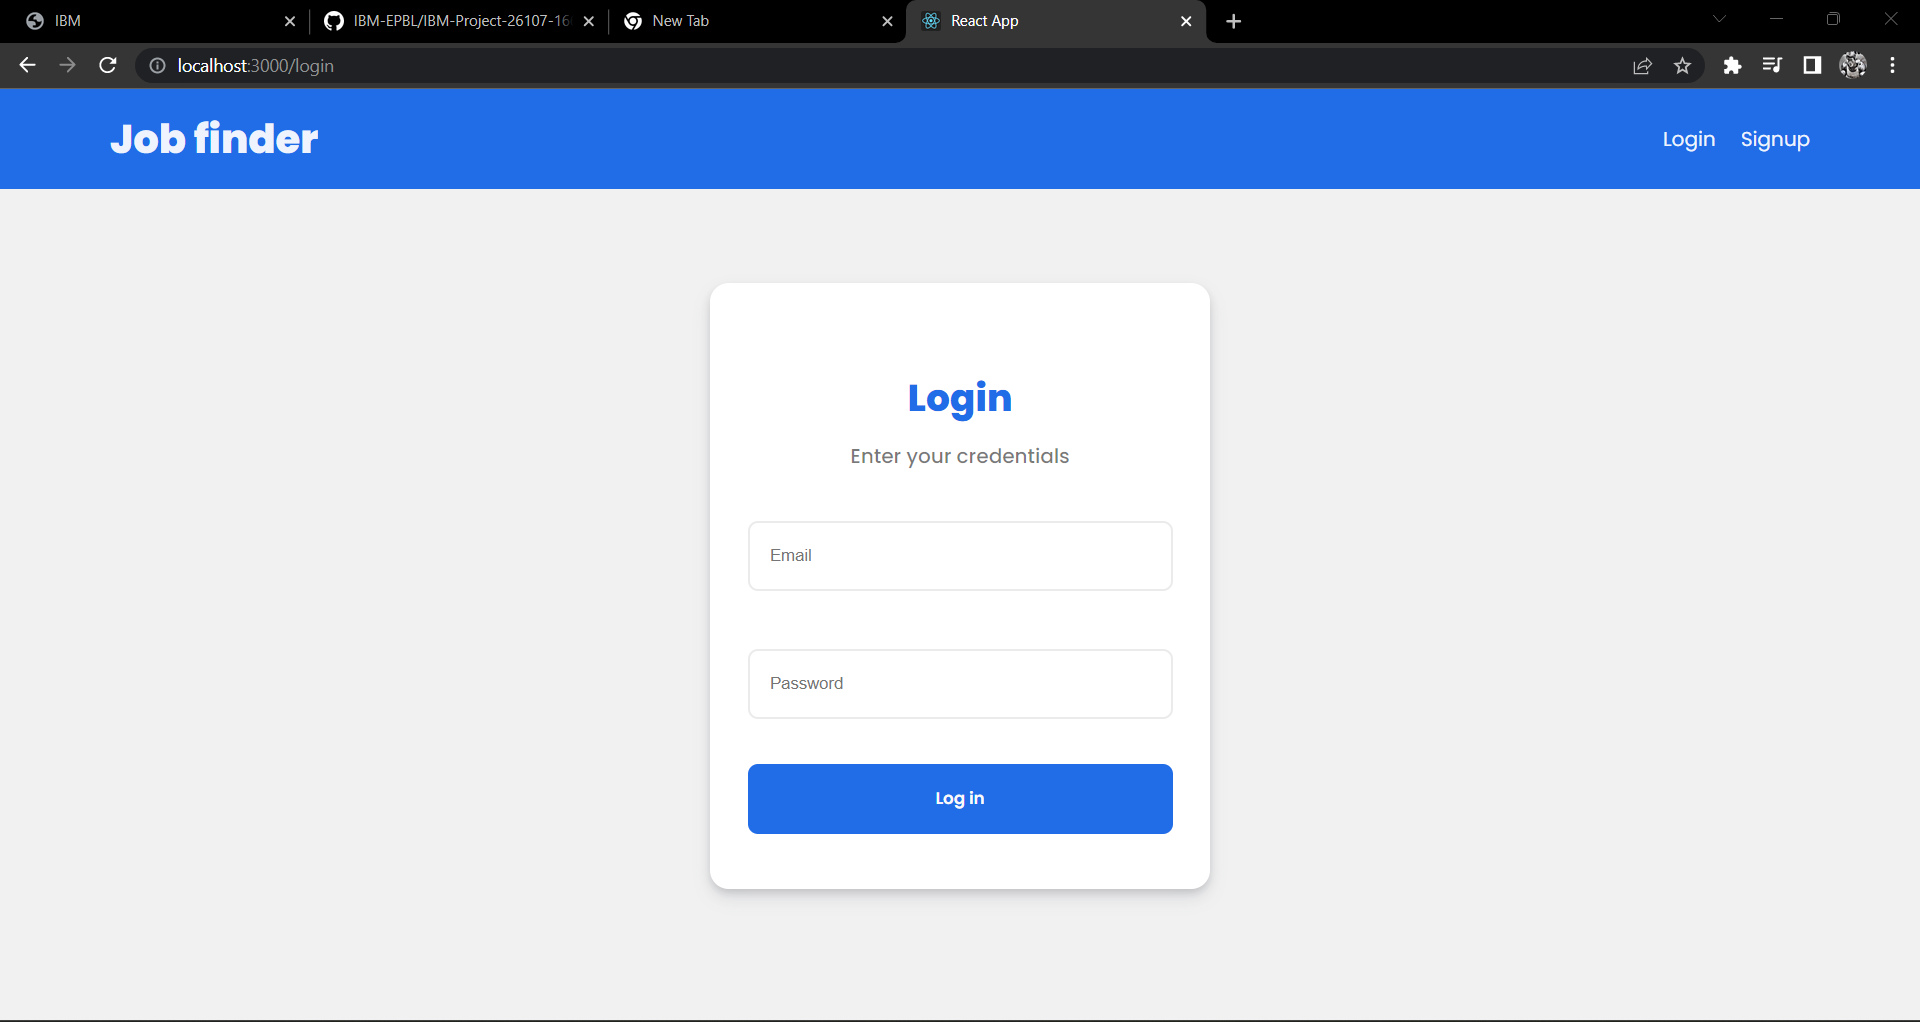 IBM
IBM-EPBL/IBM-Project-26107-16
New Tab
React App
localhost:3000/login
Job finder
Login
Signup
Login
Enter your credentials
Email
Password
Log in